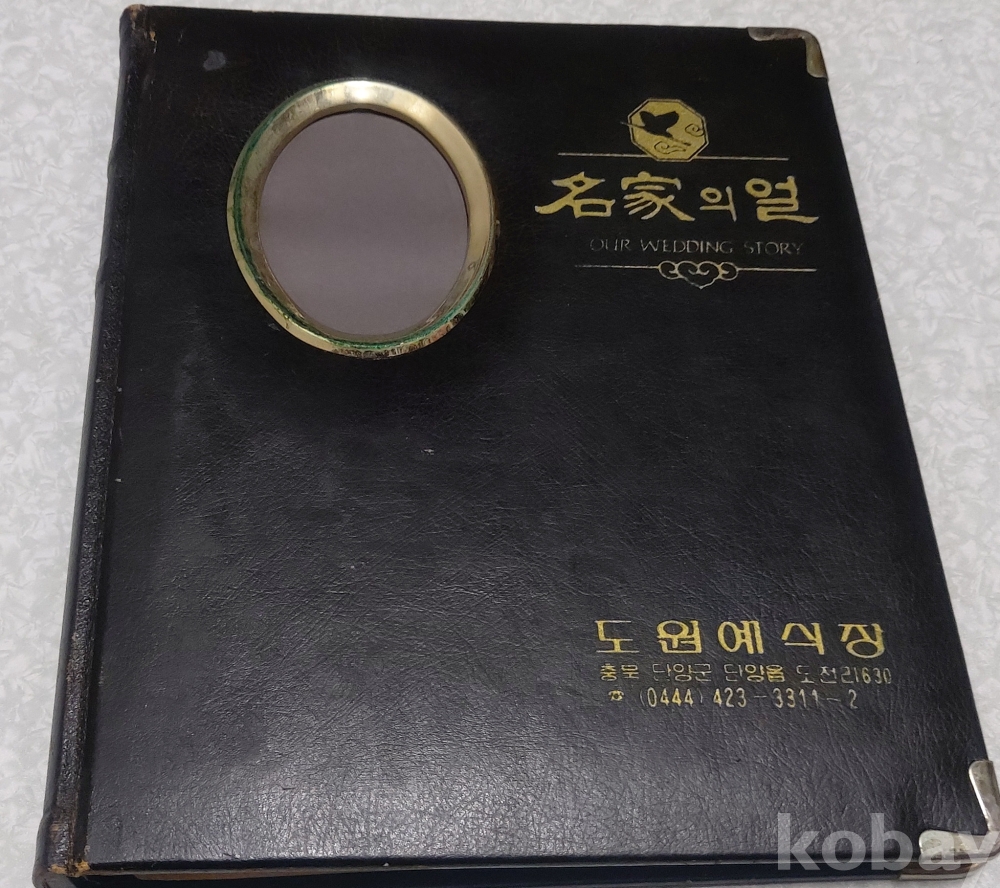 名家의얼
OUR WEDDING STORY
도원예식장
충북 단양군 단양읍 도전리630
☎ (0444) 423-3311-2
kobay